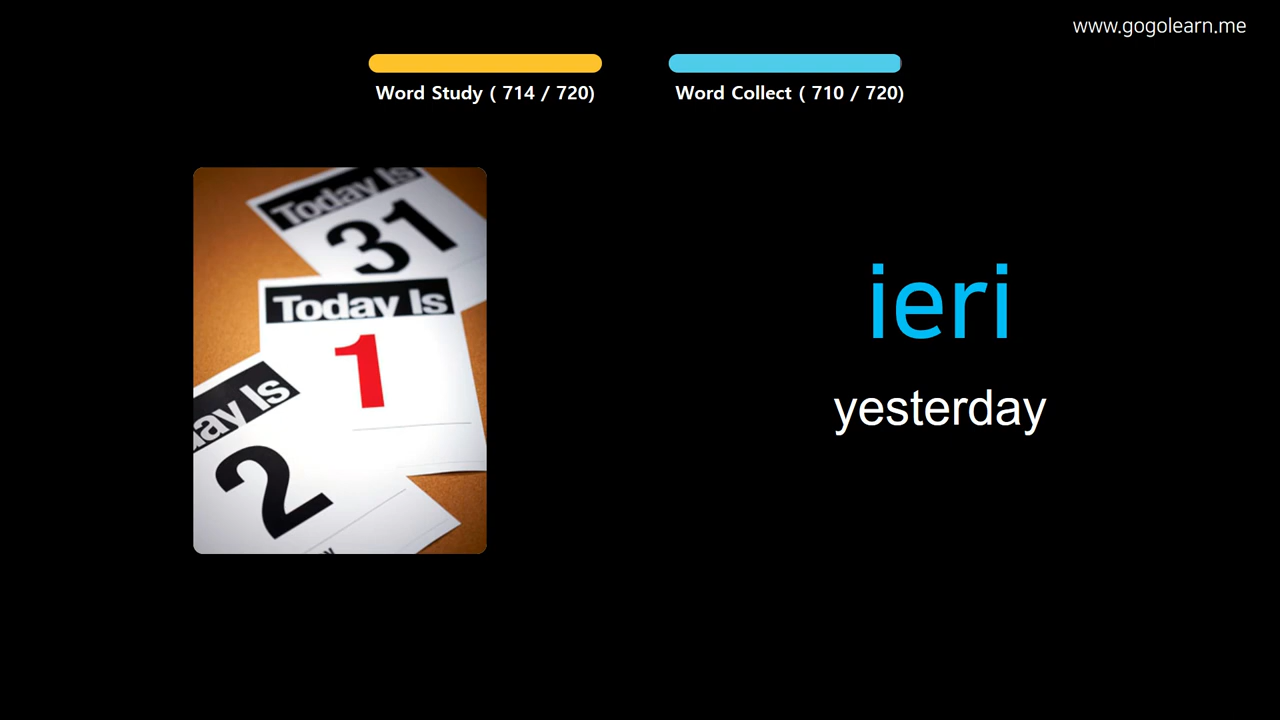 www.gogolearn.me
Word Study ( 714 / 720)
Word Collect ( 710 / 720)
Today Is
31
Today Is
1
ay Is
2
ieri
yesterday